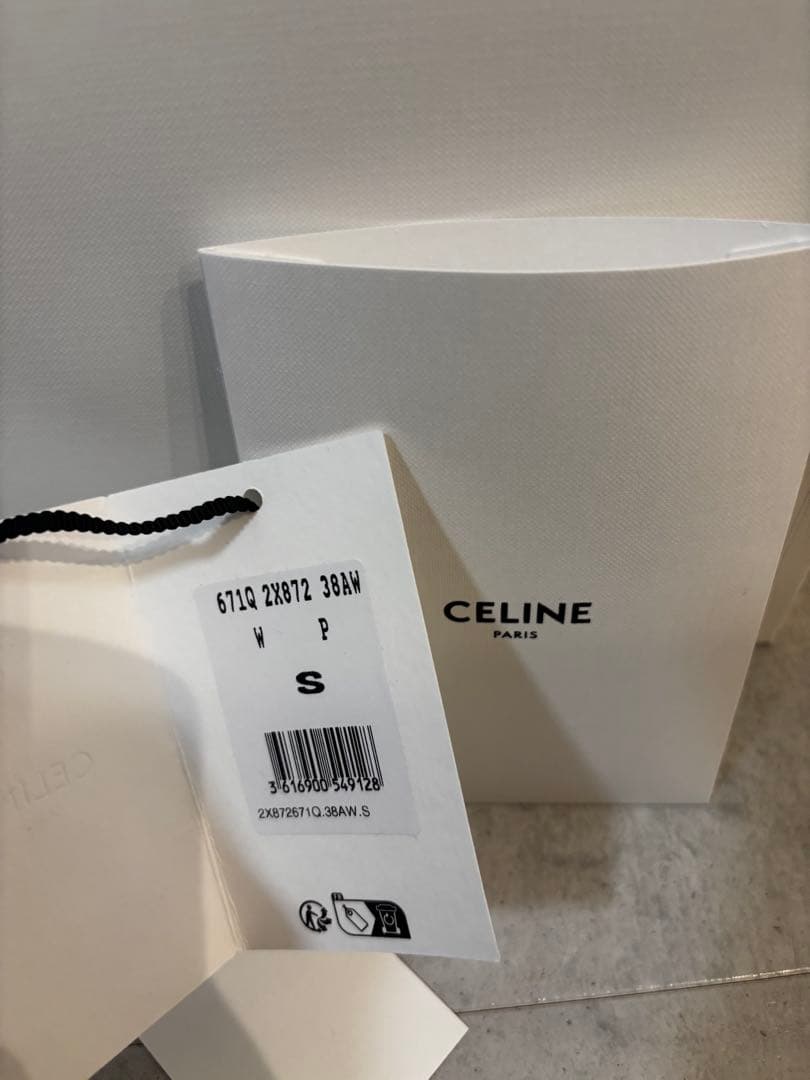 CELINE
PARIS
671Q 2X872 38AW
W P
S
3 616900 549128
2X872671Q.38AW.S